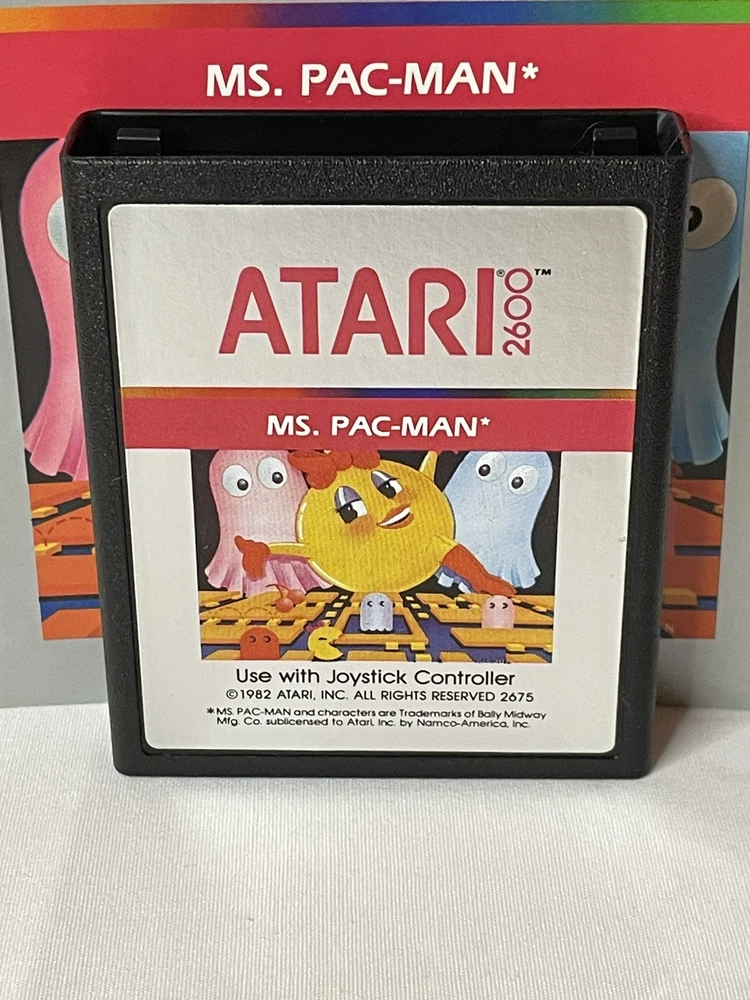 MS. PAC-MAN*
ATARI® 2600™
MS. PAC-MAN*
Use with Joystick Controller
©1982 ATARI, INC. ALL RIGHTS RESERVED 2675
*MS. PAC-MAN and characters are Trademarks of Bally Midway
Mfg. Co. sublicensed to Atari, Inc. by Namco-America, Inc.